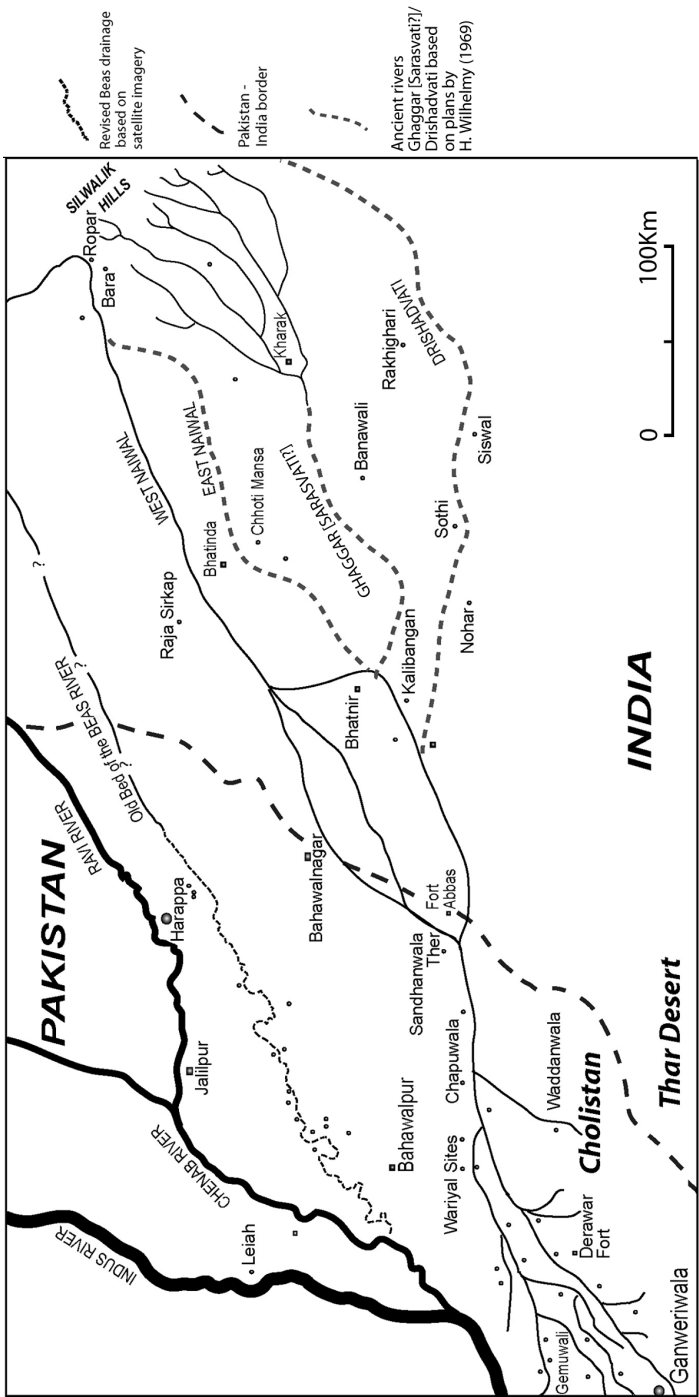 Revised Beas drainage
based on
satellite imagery
Pakistan -
India border
Ancient rivers
Ghaggar [Sarasvati?]/
Drishadvati based
on plans by
H. Wilhelmy (1969)
PAKISTAN
INDIA
SILWALIK
HILLS
Ropar
Bara
Kharak
WEST NAIWAL
EAST NAIWAL
GHAGGAR [SARASVATI?]
DRISHADVATI
Rakhighari
Banawali
Siswal
Sothi
Nohar
Chhoti Mansa
Bhatinda
Raja Sirkap
Kalibangan
Bhatnir
?
?
?
Old Bed of the BEAS RIVER
RAVI RIVER
Harappa
Bahawalnagar
Fort
Abbas
Sandhanwala
Ther
Jalilpur
CHENAB RIVER
INDUS RIVER
Leiah
Bahawalpur
Chapuwala
Wariyal Sites
Waddanwala
Cholistan
Thar Desert
Derawar
Fort
Gemuwali
Ganweriwala
0
100Km